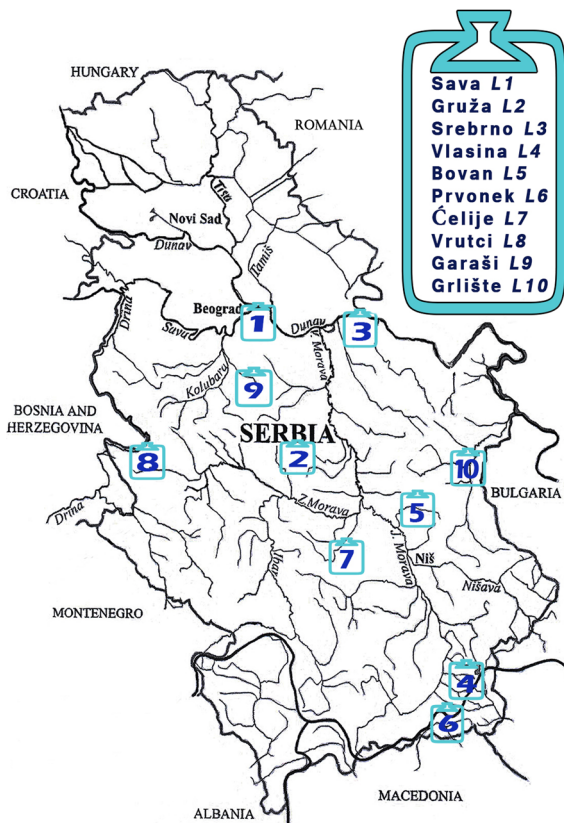 Sava L1
Gruža L2
Srebrno L3
Vlasina L4
Bovan L5
Prvonek L6
Ćelije L7
Vrutci L8
Garaši L9
Grlište L10
HUNGARY
ROMANIA
CROATIA
Tisa
Novi Sad
Dunav
Tamiš
Drina
Beograd
1
Dunav
3
Sava
V. Morava
Kolubara
9
BOSNIA AND
HERZEGOVINA
SERBIA
8
2
10
BULGARIA
Drina
Z.Morava
5
7
J. Morava
Niš
Ibar
Nišava
MONTENEGRO
4
6
MACEDONIA
ALBANIA